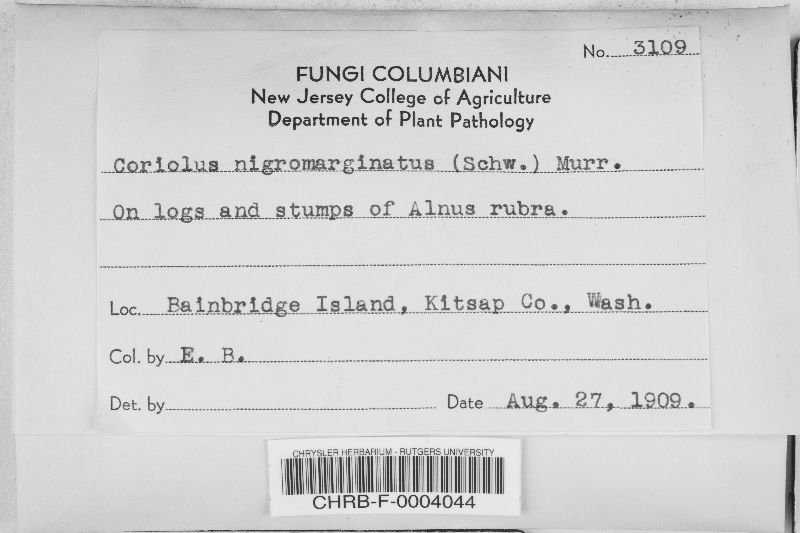 No. 3109
FUNGI COLUMBIANI
New Jersey College of Agriculture
Department of Plant Pathology
Coriolus nigromarginatus (Schw.) Murr.
On logs and stumps of Alnus rubra.
Loc. Bainbridge Island, Kitsap Co., Wash.
Col. by E. B.
Det. by
Date Aug. 27, 1909.
CHRYSLER HERBARIUM - RUTGERS UNIVERSITY
CHRB-F-0004044